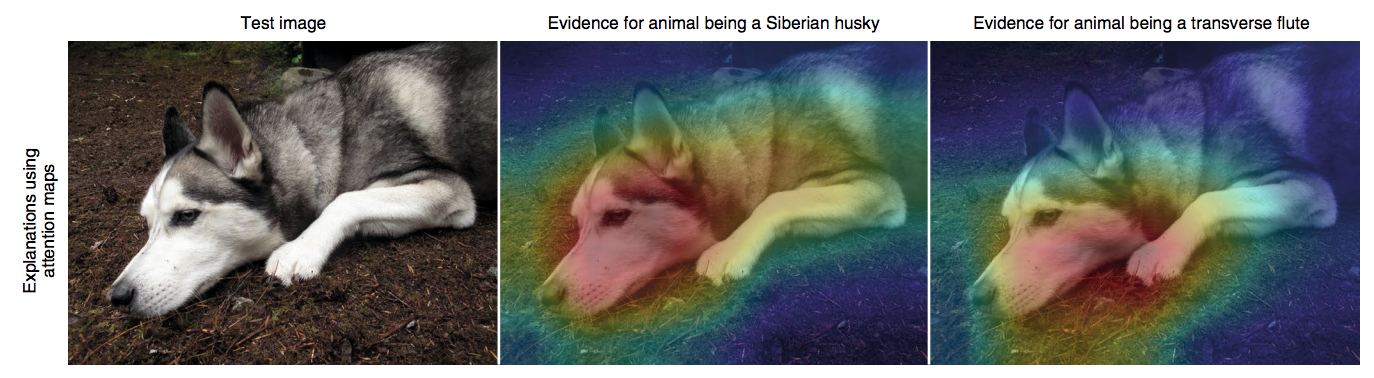 Test image
Evidence for animal being a Siberian husky
Evidence for animal being a transverse flute
Explanations using
attention maps